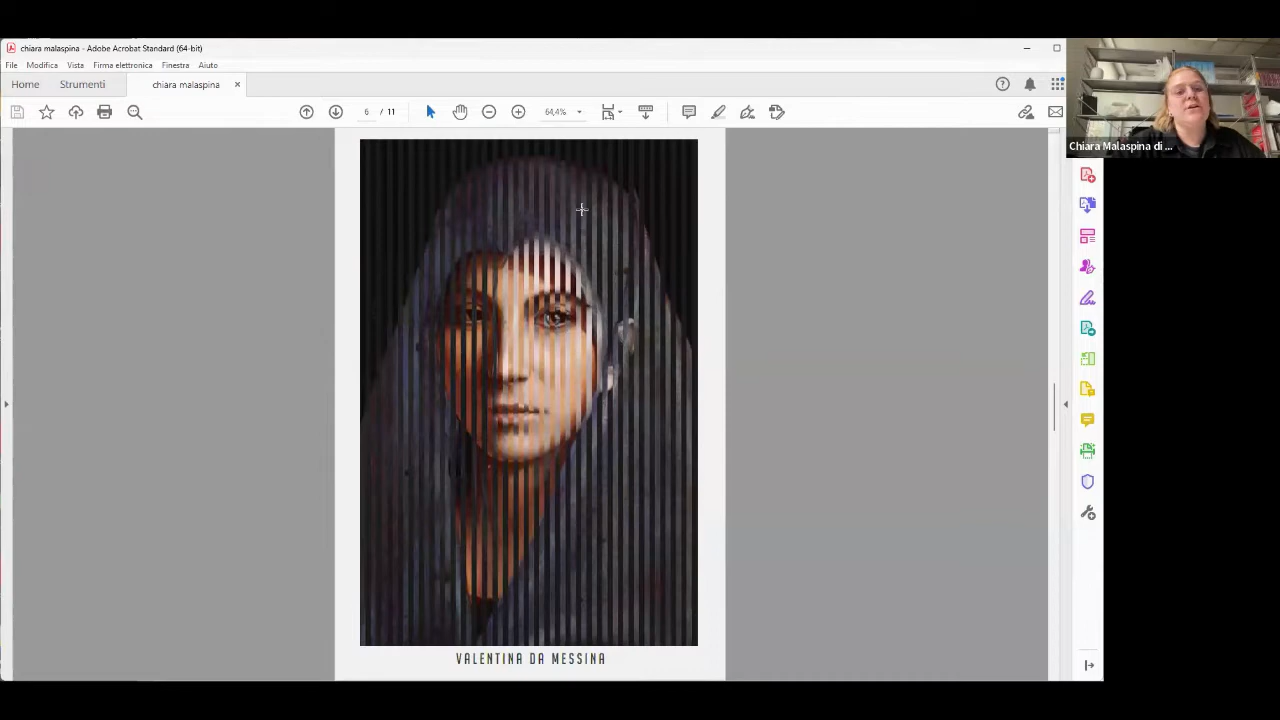 chiara malaspina - Adobe Acrobat Standard (64-bit)
File Modifica Vista Firma elettronica Finestra Aiuto
Home Strumenti chiara malaspina
6 / 11 64,4%
Chiara Malaspina di ...
VALENTINA DA MESSINA